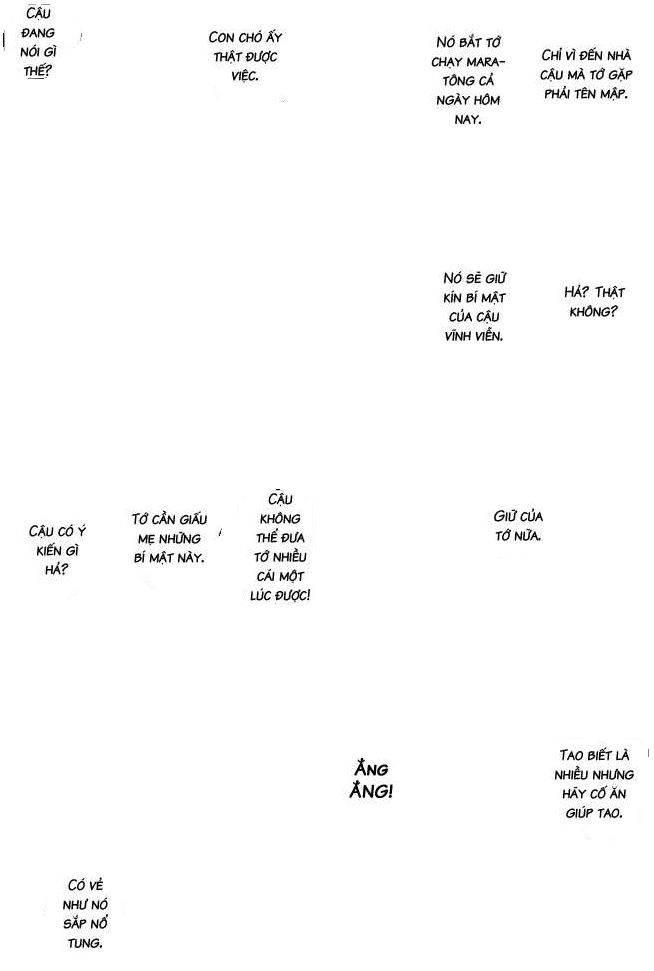 CHỈ VÌ ĐẾN NHÀ
CẬU MÀ TỚ GẶP
PHẢI TÊN MẬP.
NÓ BẮT TỚ
CHẠY MARA-
TÔNG CẢ
NGÀY HÔM
NAY.
CON CHÓ ẤY
THẬT ĐƯỢC
VIỆC.
CẬU
ĐANG
NÓI GÌ
THẾ?
HẢ? THẬT
KHÔNG?
NÓ SẼ GIỮ
KÍN BÍ MẬT
CỦA CẬU
VĨNH VIỄN.
GIỮ CỦA
TỚ NỮA.
CẬU
KHÔNG
THỂ ĐƯA
TỚ NHIỀU
CÁI MỘT
LÚC ĐƯỢC!
TỚ CẦN GIẤU
MẸ NHỮNG
BÍ MẬT NÀY.
CẬU CÓ Ý
KIẾN GÌ
HẢ?
TAO BIẾT LÀ
NHIỀU NHƯNG
HÃY CỐ ĂN
GIÚP TAO.
ẲNG
ẲNG!
CÓ VẺ
NHƯ NÓ
SẮP NỔ
TUNG.